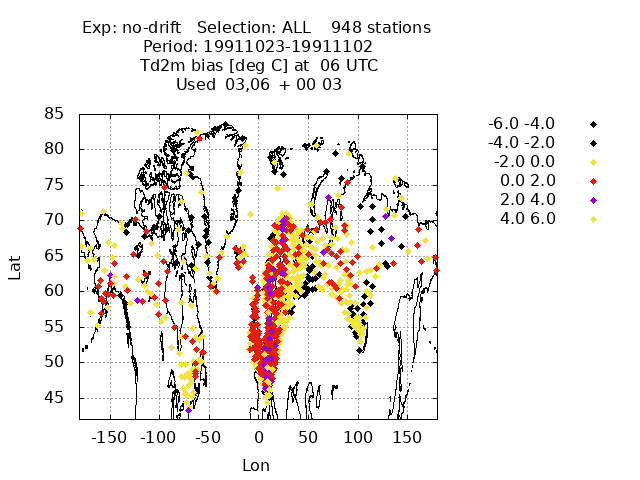 Exp: no-drift   Selection: ALL    948 stations
Period: 19911023-19911102
Td2m bias [deg C] at  06 UTC
Used  03,06  + 00 03
85
80
75
70
65
60
55
50
45
-150 -100 -50 0 50 100 150
Lat
Lon
-6.0 -4.0
-4.0 -2.0
-2.0 0.0
0.0 2.0
2.0 4.0
4.0 6.0